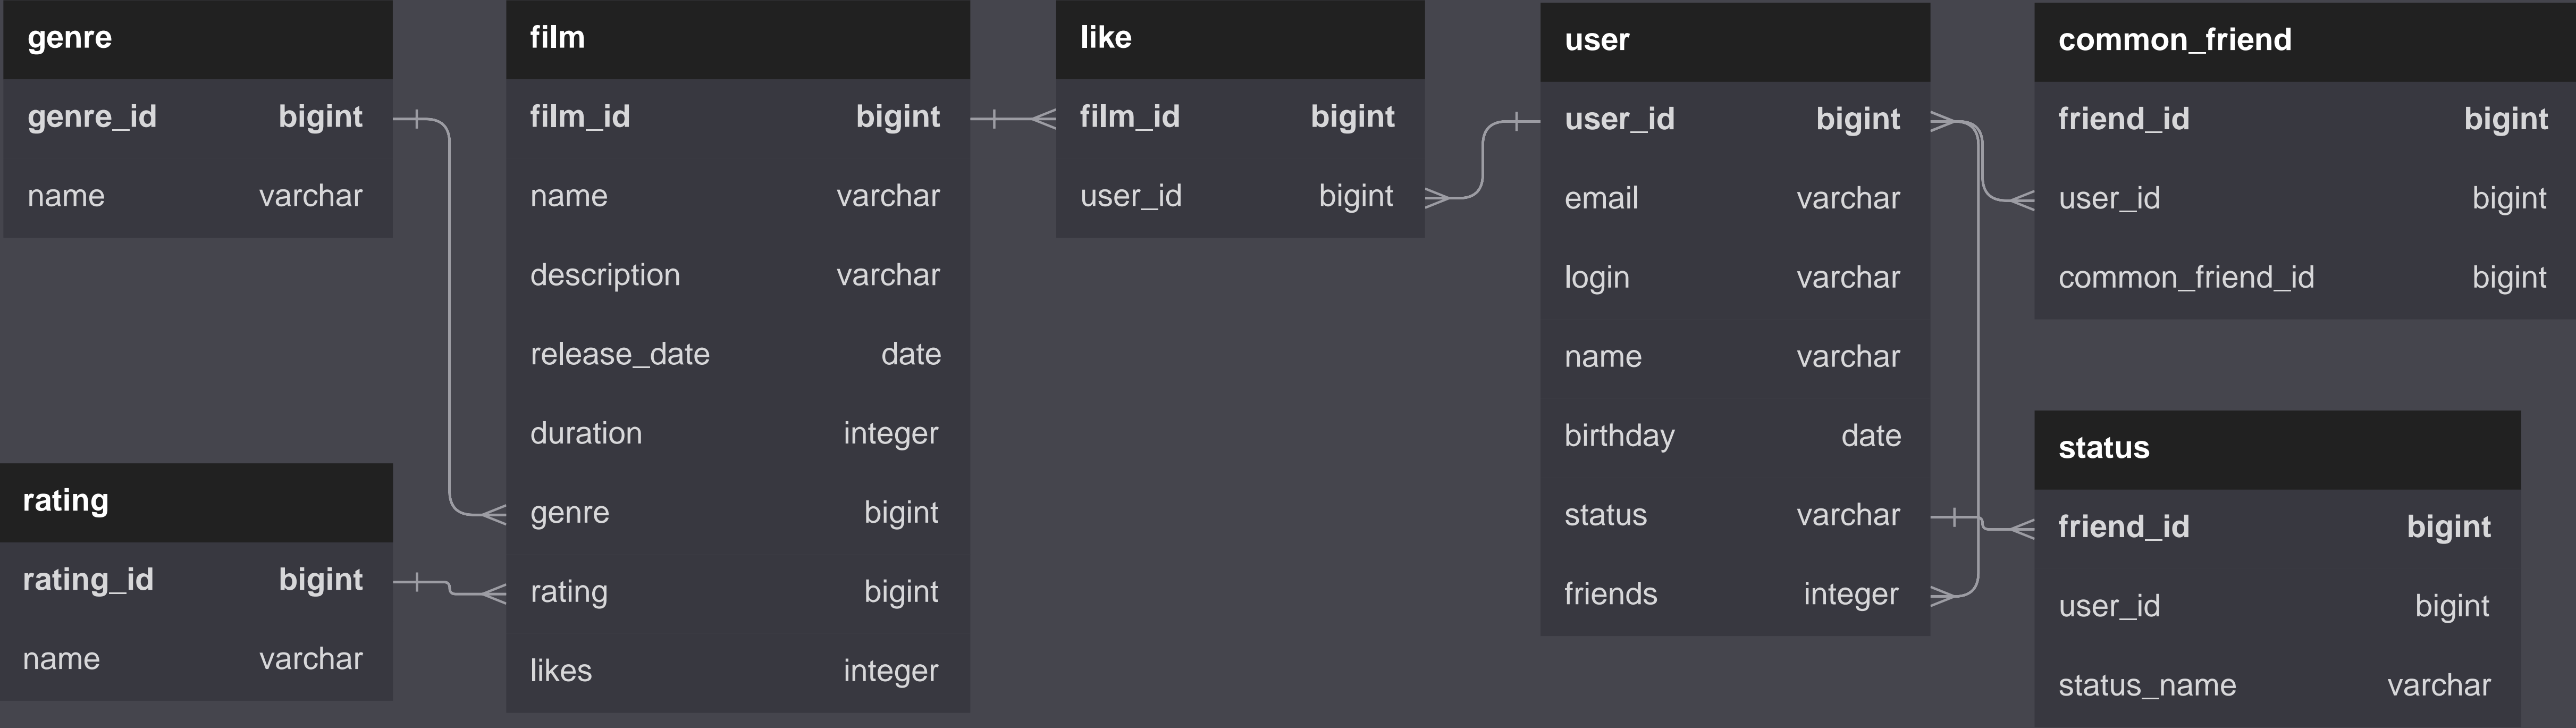 genre
genre_id bigint
name varchar
rating
rating_id bigint
name varchar
film
film_id bigint
name varchar
description varchar
release_date date
duration integer
genre bigint
rating bigint
likes integer
like
film_id bigint
user_id bigint
user
user_id bigint
email varchar
login varchar
name varchar
birthday date
status varchar
friends integer
common_friend
friend_id bigint
user_id bigint
common_friend_id bigint
status
friend_id bigint
user_id bigint
status_name varchar